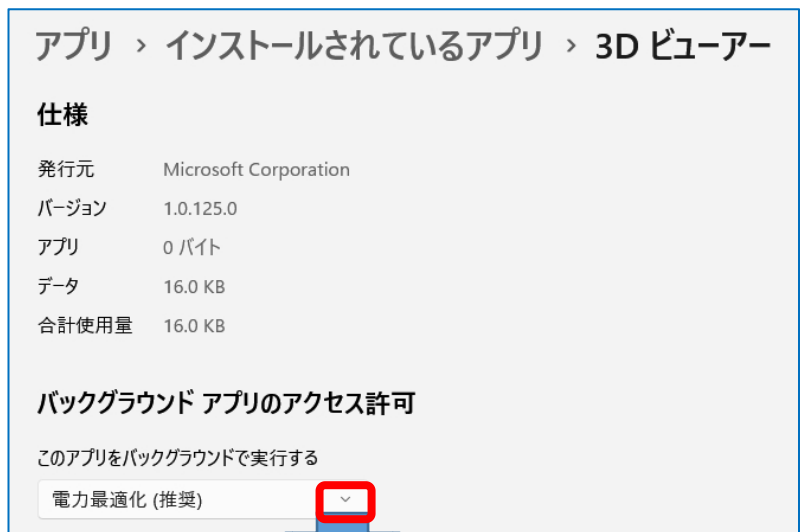 アプリ › インストールされているアプリ › 3D ビューアー
仕様
発行元 Microsoft Corporation
バージョン 1.0.125.0
アプリ 0 バイト
データ 16.0 KB
合計使用量 16.0 KB
バックグラウンド アプリのアクセス許可
このアプリをバックグラウンドで実行する
電力最適化 (推奨)